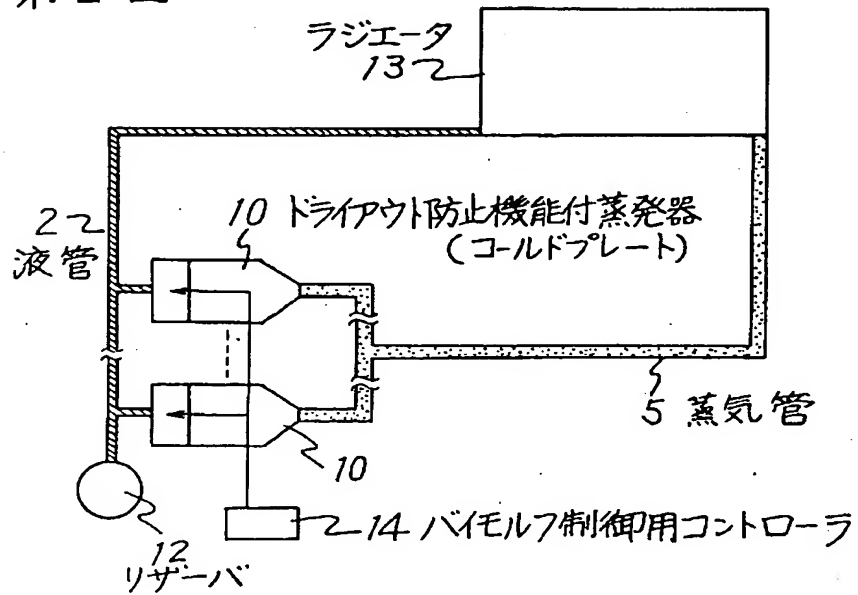 ラジエータ
13
2
液管
10 ドライアウト防止機能付蒸発器
(コールドプレート)
5 蒸気管
10
14 バイモルフ制御用コントローラ
12
リザーバ